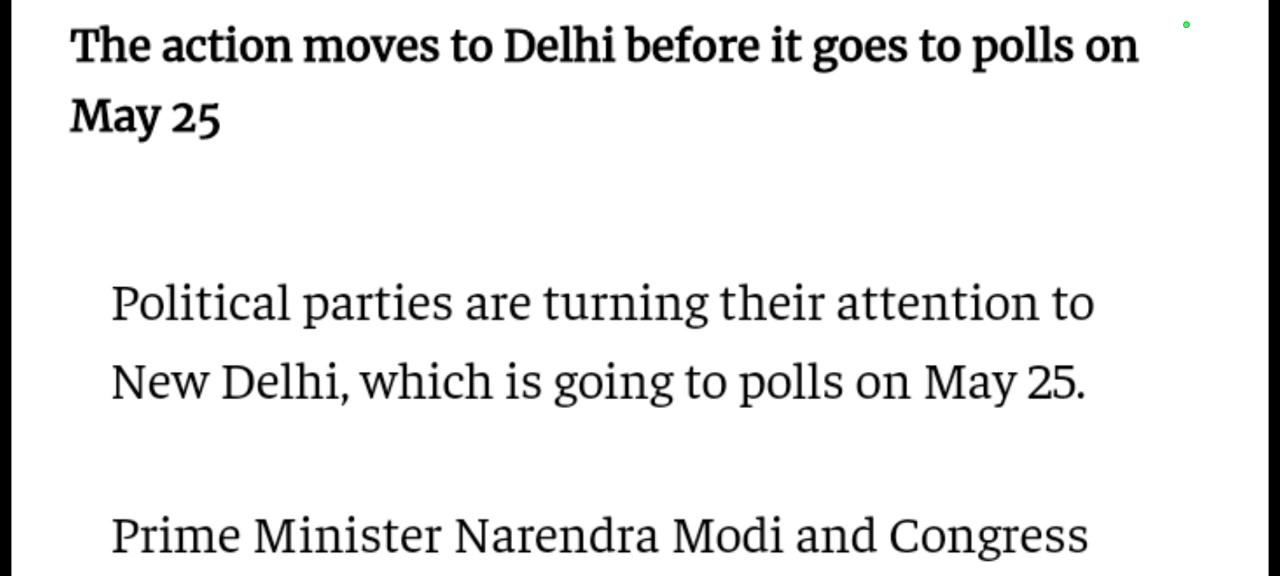 The action moves to Delhi before it goes to polls on
May 25
Political parties are turning their attention to
New Delhi, which is going to polls on May 25.
Prime Minister Narendra Modi and Congress